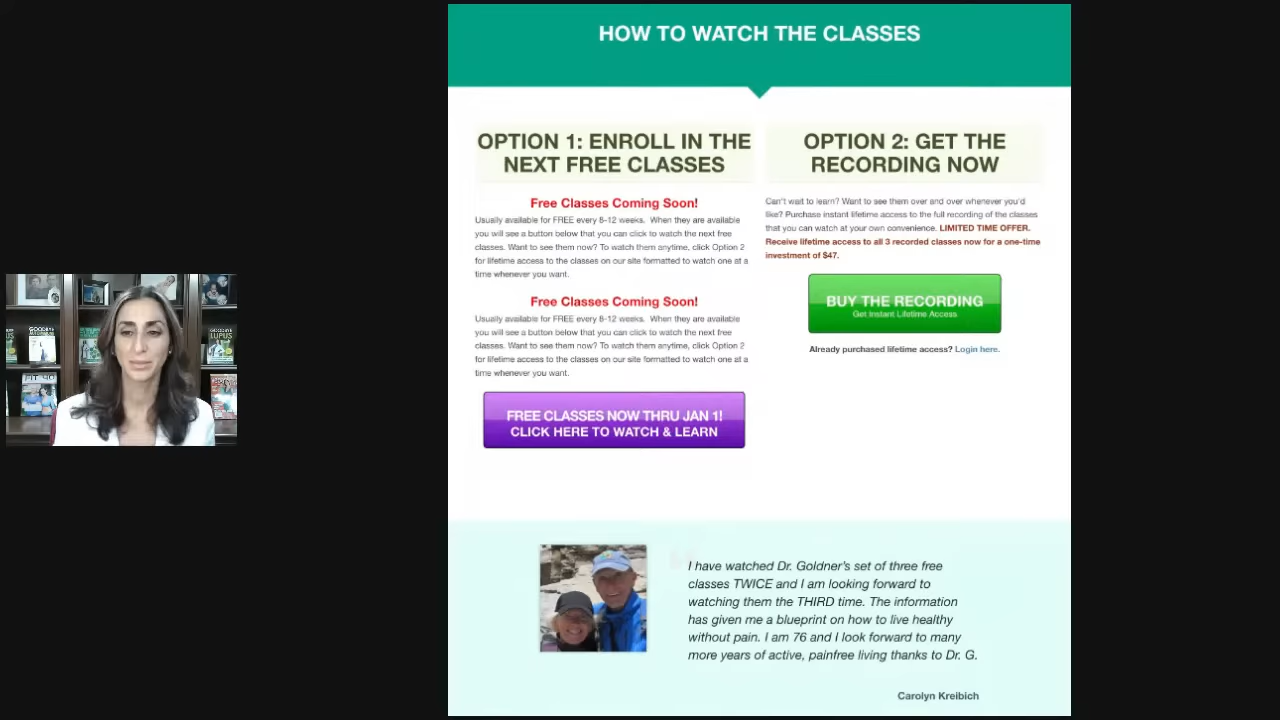 HOW TO WATCH THE CLASSES
OPTION 1: ENROLL IN THE
NEXT FREE CLASSES
Free Classes Coming Soon!
Usually available for FREE every 8-12 weeks. When they are available
you will see a button below that you can click to watch the next free
classes. Want to see them now? To watch them anytime, click Option 2
for lifetime access to the classes on our site formatted to watch one at a
time whenever you want.
Free Classes Coming Soon!
Usually available for FREE every 8-12 weeks. When they are available
you will see a button below that you can click to watch the next free
classes. Want to see them now? To watch them anytime, click Option 2
for lifetime access to the classes on our site formatted to watch one at a
time whenever you want.
FREE CLASSES NOW THRU JAN 1!
CLICK HERE TO WATCH & LEARN
OPTION 2: GET THE
RECORDING NOW
Can't wait to learn? Want to see them over and over whenever you'd
like? Purchase instant lifetime access to the full recording of the classes
that you can watch at your own convenience. LIMITED TIME OFFER.
Receive lifetime access to all 3 recorded classes now for a one-time
investment of $47.
BUY THE RECORDING
Get Instant Lifetime Access
Already purchased lifetime access? Login here.
GOODBYE
LUPUS
I have watched Dr. Goldner's set of three free
classes TWICE and I am looking forward to
watching them the THIRD time. The information
has given me a blueprint on how to live healthy
without pain. I am 76 and I look forward to many
more years of active, painfree living thanks to Dr. G.
Carolyn Kreibich